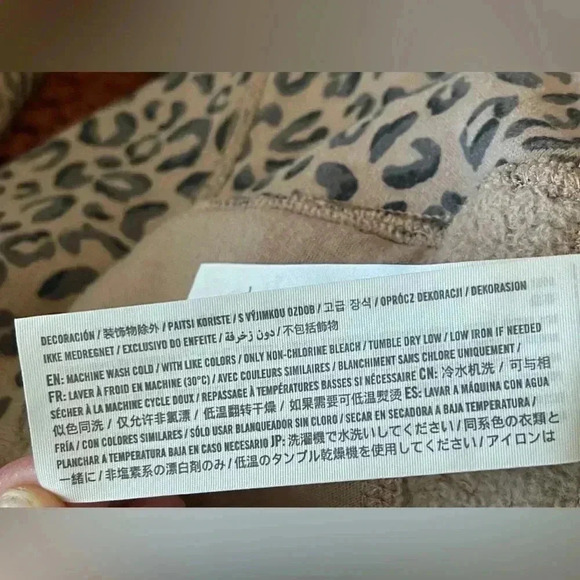 DECORACIÓN / 裝飾物除外 / PAITSI KORISTE / S VÝJIMKOU OZDOB / 고급 장식 / OPRÓCZ DEKORACJI / DEKORASJON
IKKE MEDREGNET / EXCLUSIVO DO ENFEITE / دون زخرفة / 不包括飾物
EN: MACHINE WASH COLD / WITH LIKE COLORS / ONLY NON-CHLORINE BLEACH / TUMBLE DRY LOW / LOW IRON IF NEEDED
FR: LAVER À FROID EN MACHINE (30°C) / AVEC COULEURS SIMILAIRES / BLANCHIMENT SANS CHLORE UNIQUEMENT /
SÉCHER À LA MACHINE CYCLE DOUX / REPASSAGE À TEMPÉRATURES BASSES SI NÉCESSAIRE CN: 冷水机洗 / 可与相
似色同洗 / 仅允许非氯漂 / 低温翻转干燥 / 如果需要可低温熨烫 ES: LAVAR A MÁQUINA CON AGUA
FRÍA / CON COLORES SIMILARES / SÓLO USAR BLANQUEADOR SIN CLORO / SECAR EN SECADORA A BAJA TEMPERATURA /
PLANCHAR A TEMPERATURA BAJA EN CASO NECESARIO JP: 洗濯機で水洗いしてください / 同系色の衣類と
一緒に / 非塩素系の漂白剤のみ / 低温のタンブル乾燥機を使用してください / アイロンは